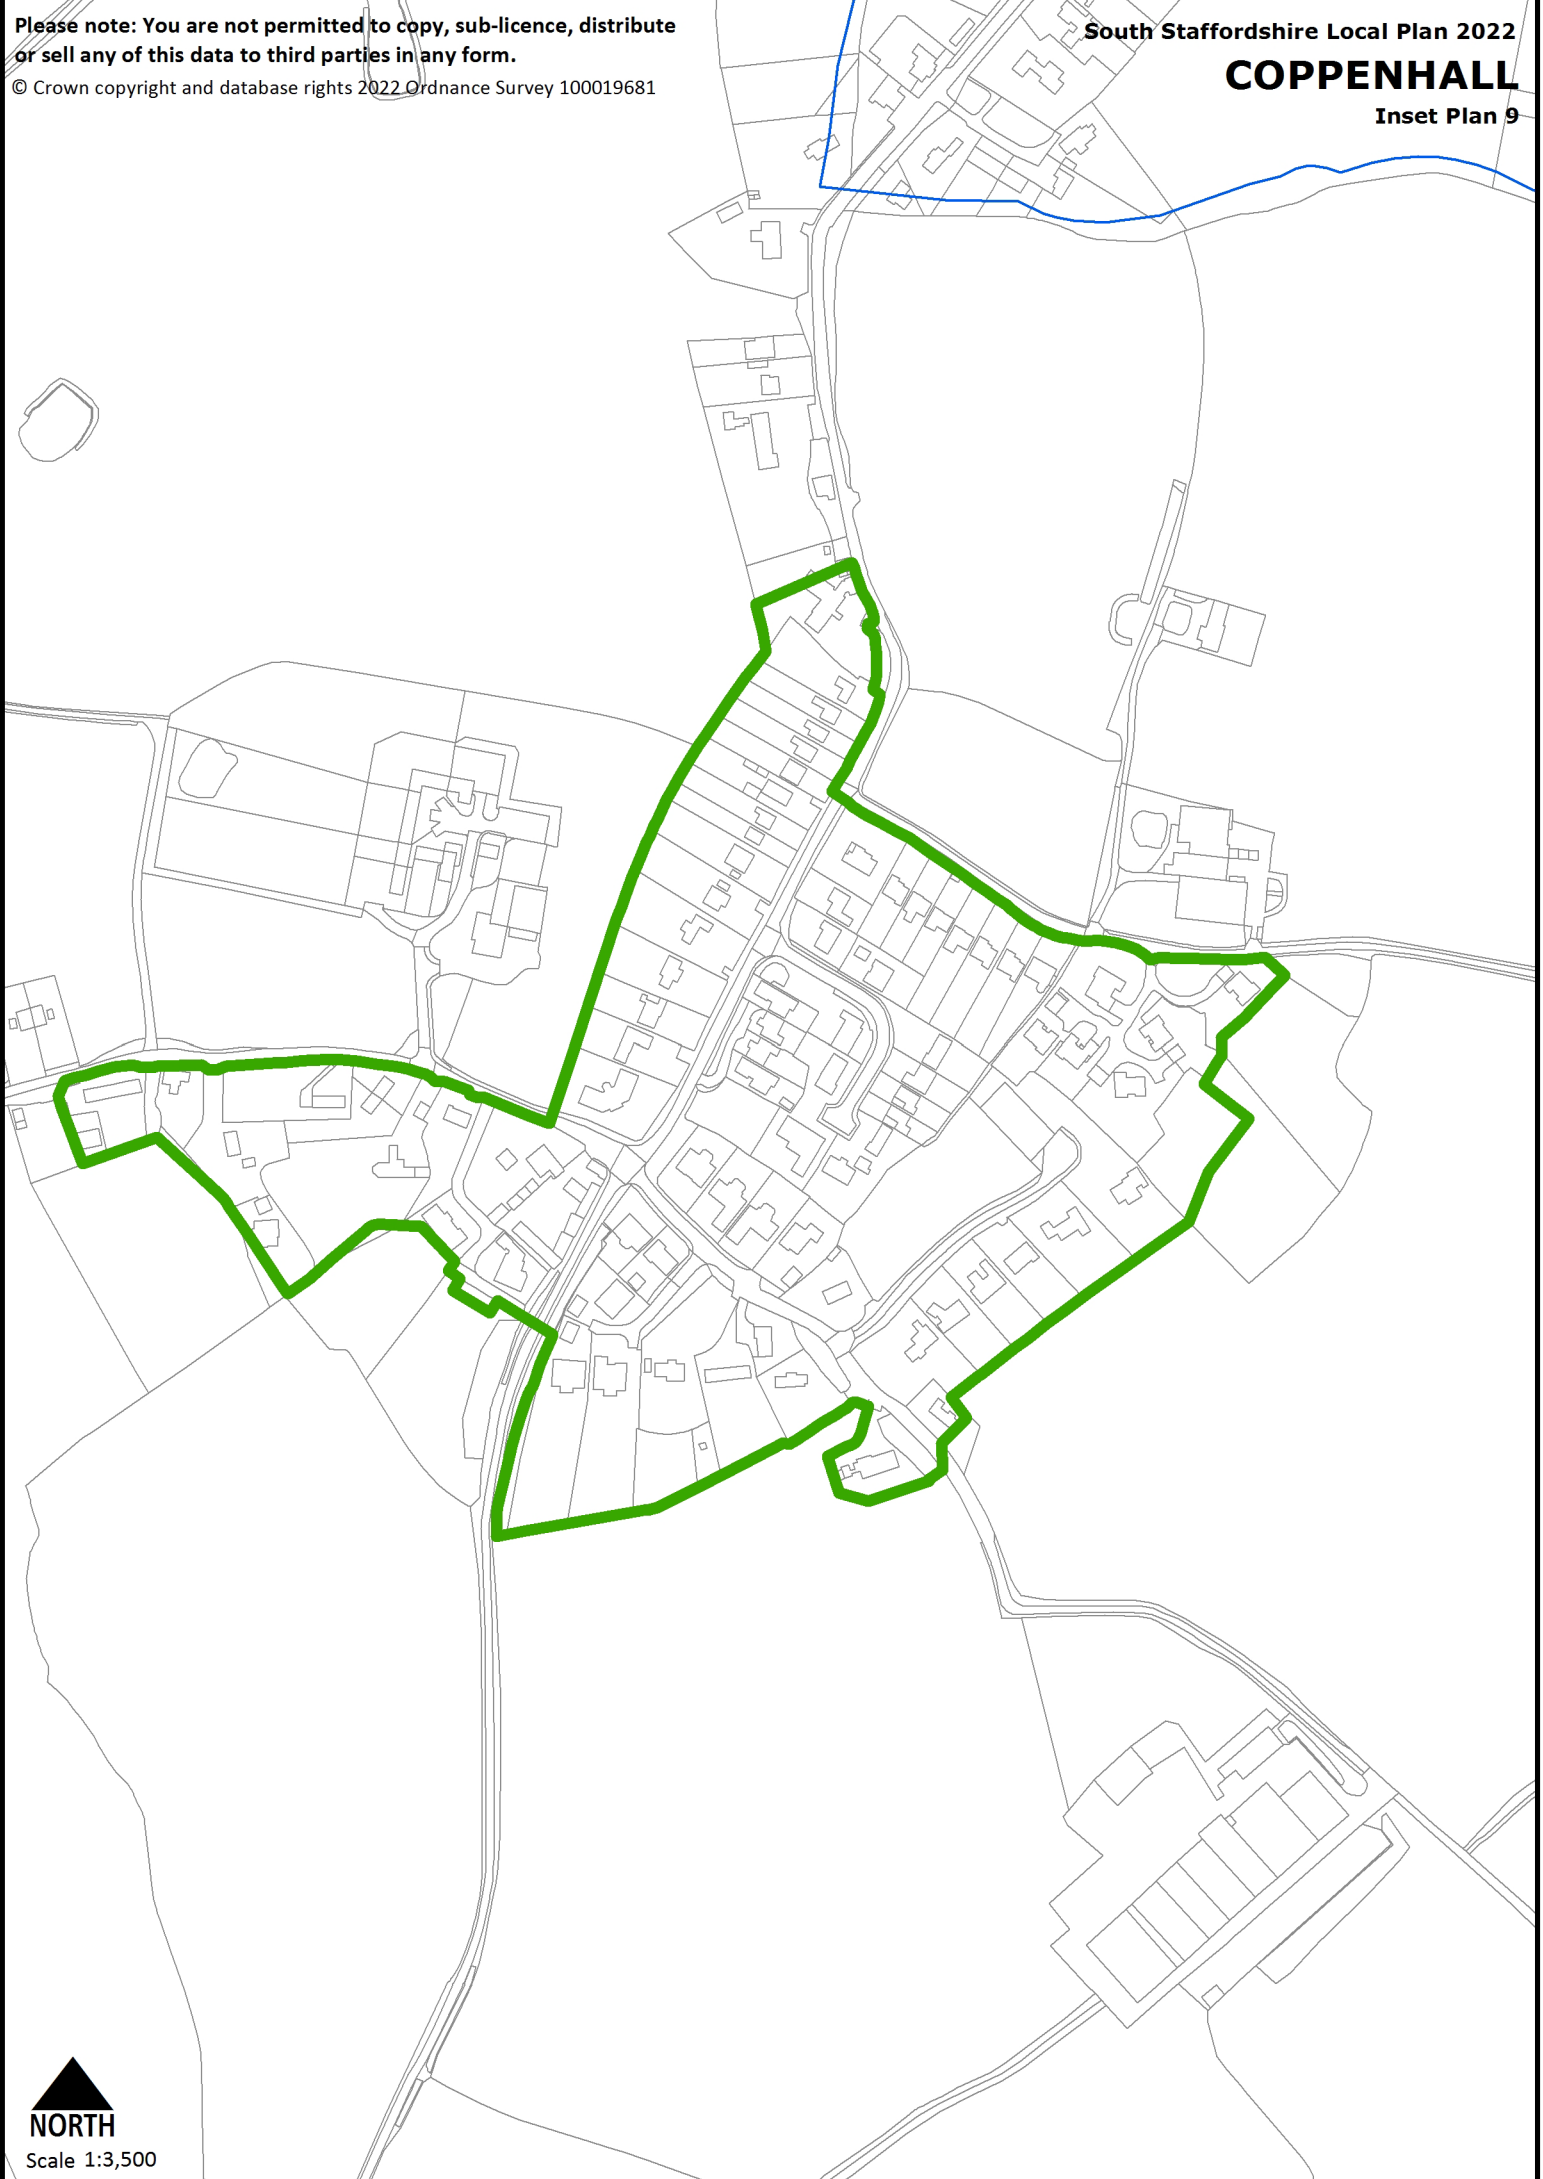 Please note: You are not permitted to copy, sub-licence, distribute
or sell any of this data to third parties in any form.
© Crown copyright and database rights 2022 Ordnance Survey 100019681
South Staffordshire Local Plan 2022
COPPENHALL
Inset Plan 9
NORTH
Scale 1:3,500